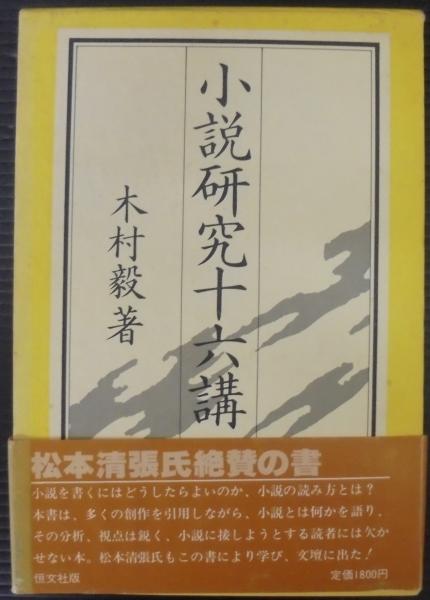 小説研究十六講
木村毅著
松本清張氏絶賛の書
小説を書くにはどうしたらよいのか、小説の読み方とは?
本書は、多くの創作を引用しながら、小説とは何かを語り、
その分析、視点は鋭く、小説に接しようとする読者には欠か
せない本。松本清張氏もこの書により学び、文壇に出た!
恒文社版
定価1800円